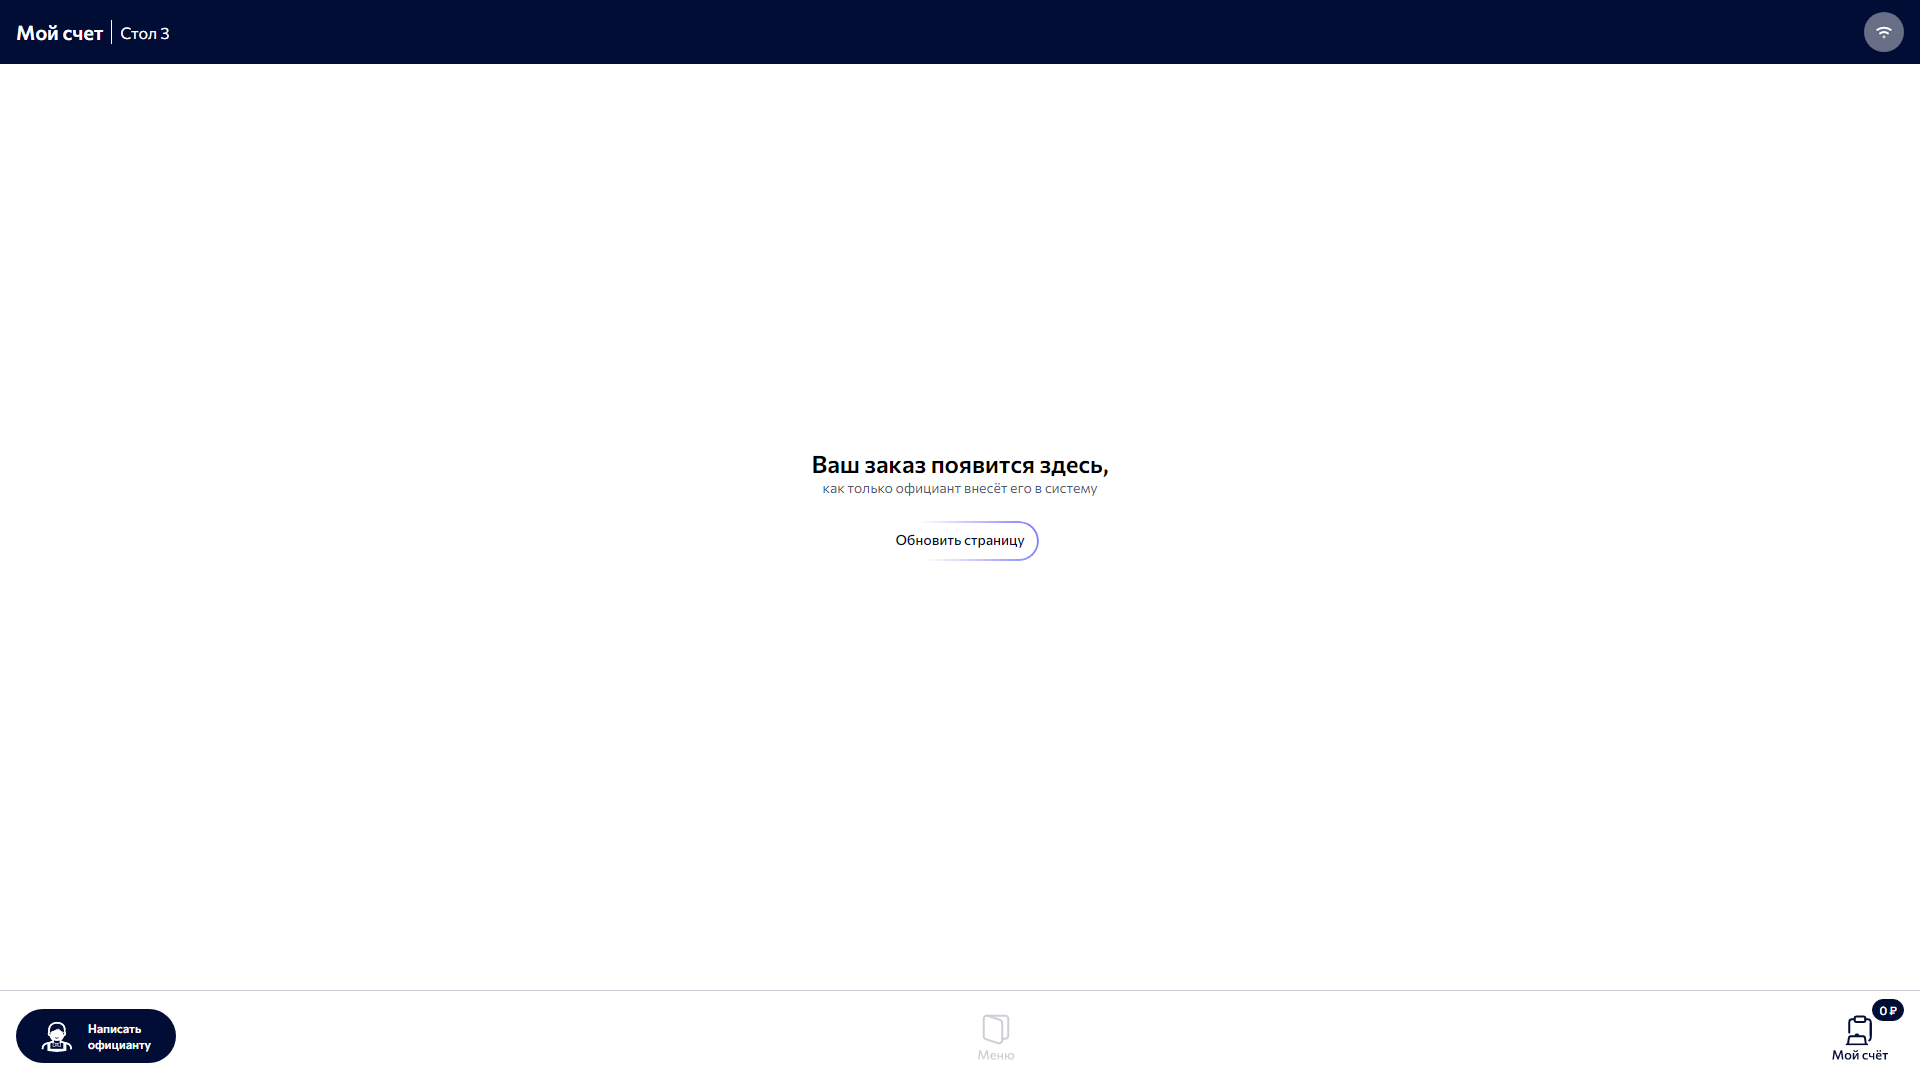 Мой счет
Стол 3
Ваш заказ появится здесь,
как только официант внесёт его в систему
Обновить страницу
Написать
официанту
Меню
0 ₽
Мой счёт